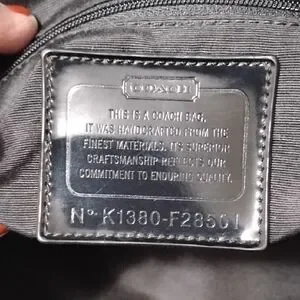 COACH
THIS IS A COACH BAG.
IT WAS HANDCRAFTED FROM THE
FINEST MATERIALS. ITS SUPERIOR
CRAFTSMANSHIP REFLECTS OUR
COMMITMENT TO ENDURING QUALITY.
Nº K1380-F28501